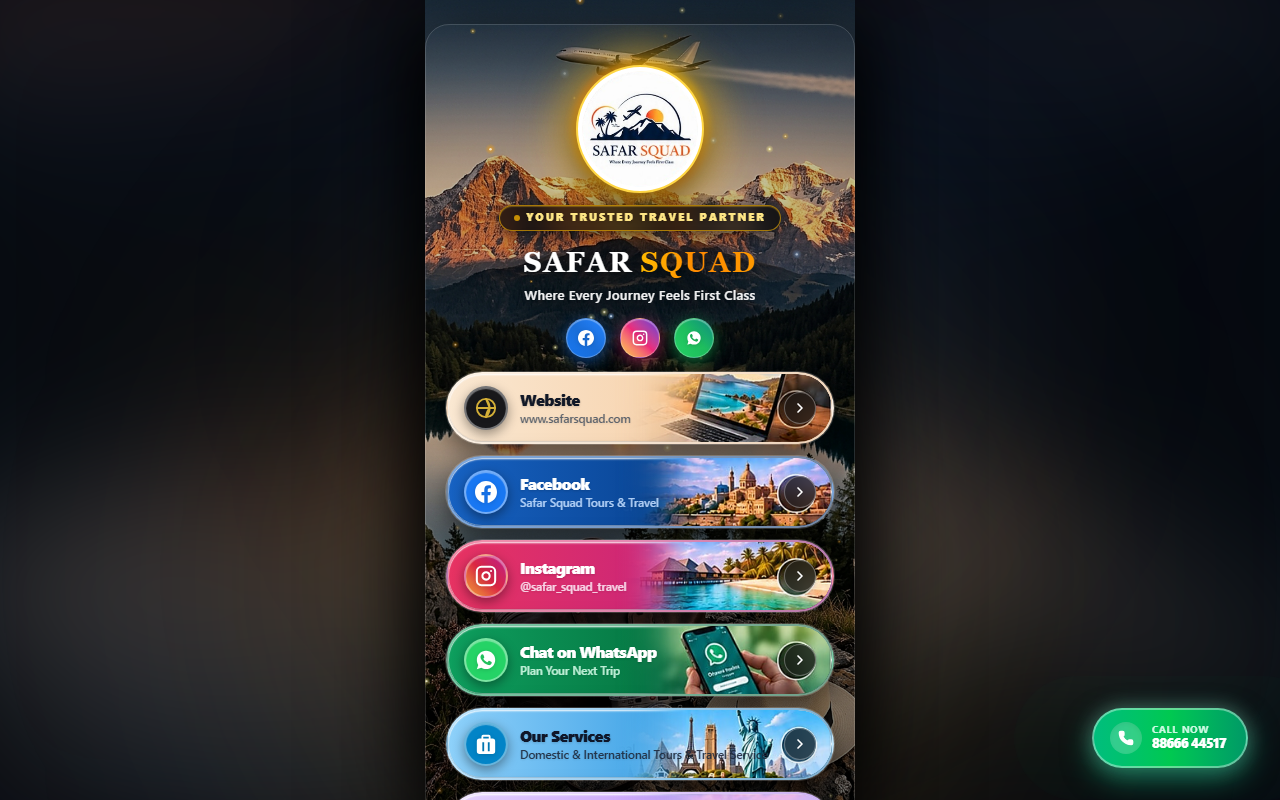 SAFAR SQUAD
Where Every Journey Feels First Class
YOUR TRUSTED TRAVEL PARTNER
SAFAR SQUAD
Where Every Journey Feels First Class
Website
www.safarsquad.com
Facebook
Safar Squad Tours & Travel
Instagram
@safar_squad_travel
Chat on WhatsApp
Plan Your Next Trip
Our Services
Domestic & International Tours & Travel
CALL NOW
88666 44517